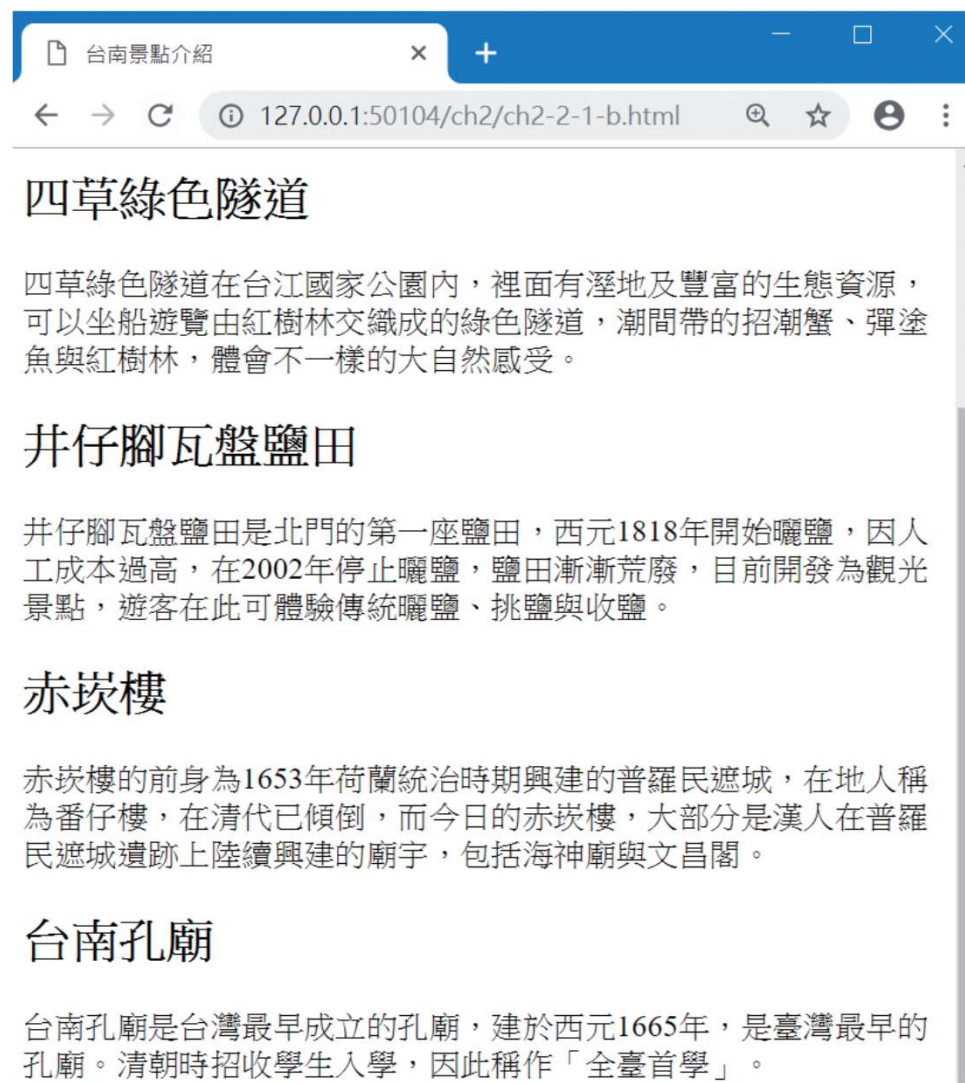 台南景點介紹
127.0.0.1:50104/ch2/ch2-2-1-b.html
四草綠色隧道
四草綠色隧道在台江國家公園內，裡面有溼地及豐富的生態資源，
可以坐船遊覽由紅樹林交織成的綠色隧道，潮間帶的招潮蟹、彈塗
魚與紅樹林，體會不一樣的大自然感受。
井仔腳瓦盤鹽田
井仔腳瓦盤鹽田是北門的第一座鹽田，西元1818年開始曬鹽，因人
工成本過高，在2002年停止曬鹽，鹽田漸漸荒廢，目前開發為觀光
景點，遊客在此可體驗傳統曬鹽、挑鹽與收鹽。
赤崁樓
赤崁樓的前身為1653年荷蘭統治時期興建的普羅民遮城，在地人稱
為番仔樓，在清代已傾倒，而今日的赤崁樓，大部分是漢人在普羅
民遮城遺跡上陸續興建的廟宇，包括海神廟與文昌閣。
台南孔廟
台南孔廟是台灣最早成立的孔廟，建於西元1665年，是臺灣最早的
孔廟。清朝時招收學生入學，因此稱作「全臺首學」。